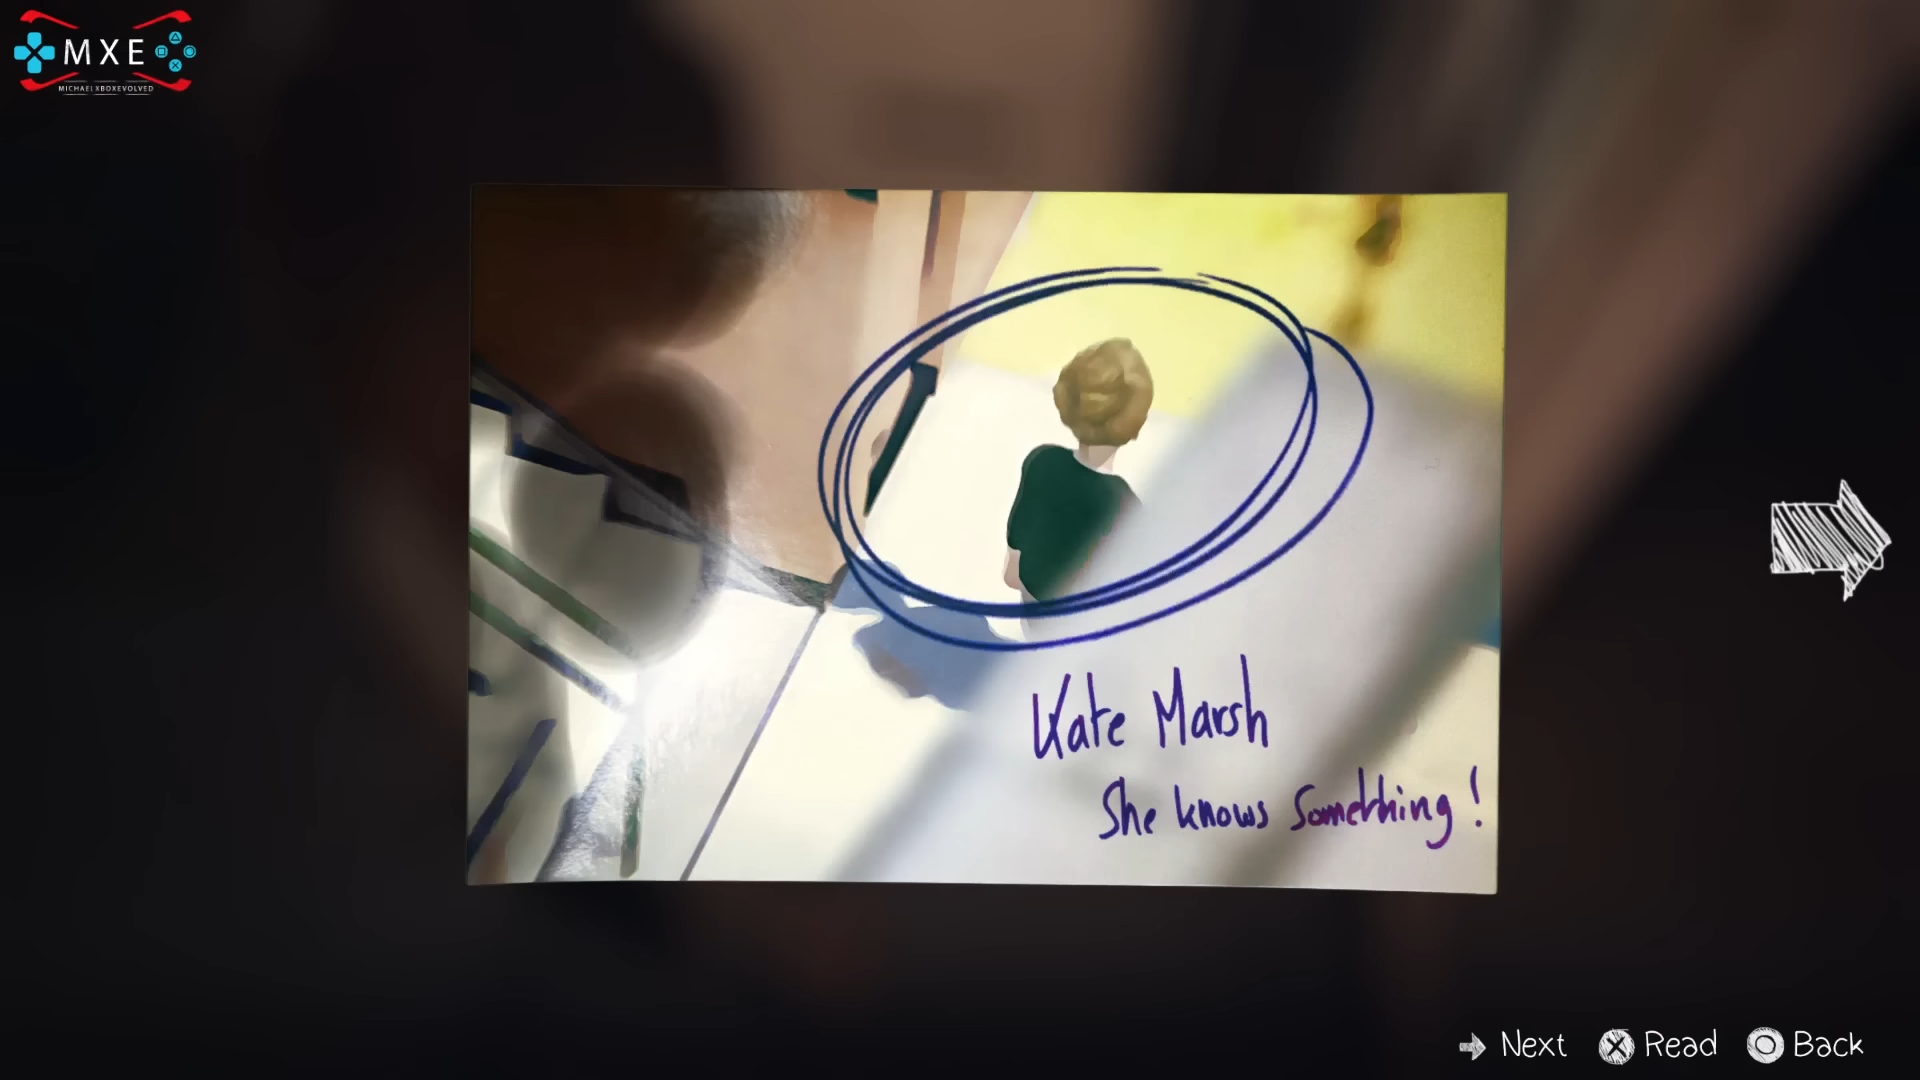 MXE
MICHAELXBOXEVOLVED
Kate Marsh
She knows Something!
Next
Read
Back